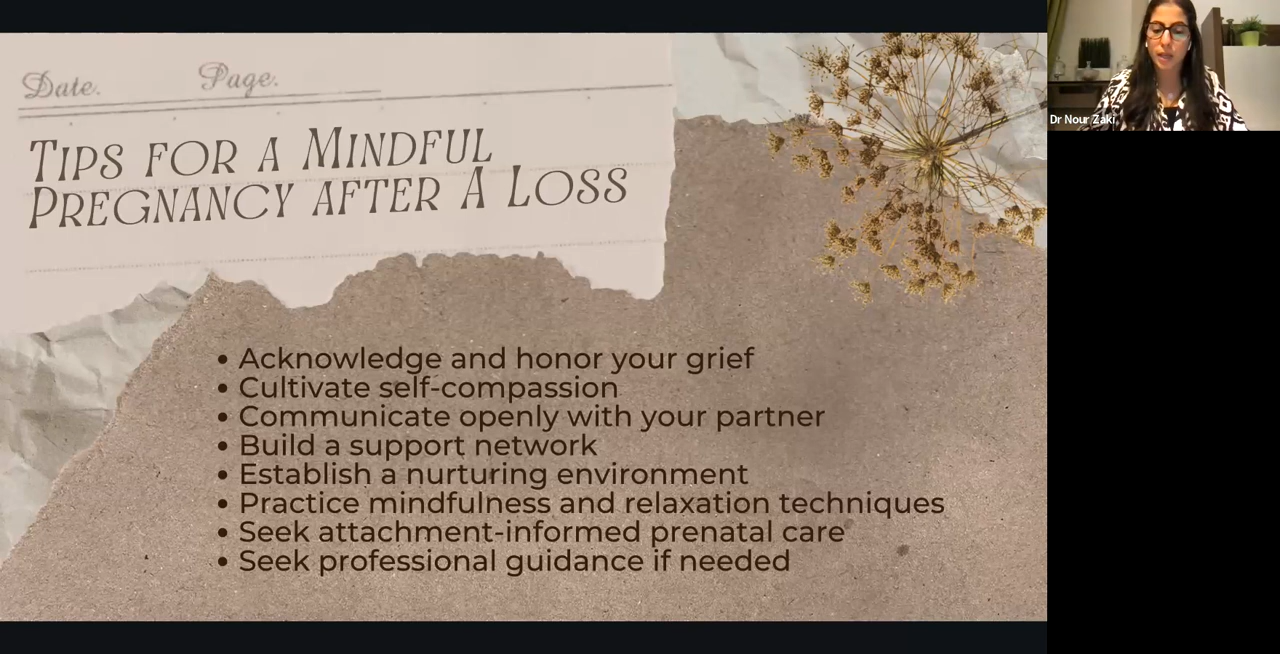 Date. Page.
Tips for a Mindful
Pregnancy after A Loss
• Acknowledge and honor your grief
• Cultivate self-compassion
• Communicate openly with your partner
• Build a support network
• Establish a nurturing environment
• Practice mindfulness and relaxation techniques
• Seek attachment-informed prenatal care
• Seek professional guidance if needed
Dr Nour Zaki